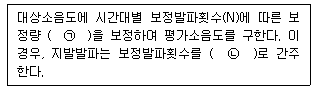 대상소음도에 시간대별 보정발파횟수(N)에 따른 보
정량 ( ㉠ )을 보정하여 평가소음도를 구한다. 이
경우, 지발발파는 보정발파횟수를 ( ㉡ )로 간주
한다.